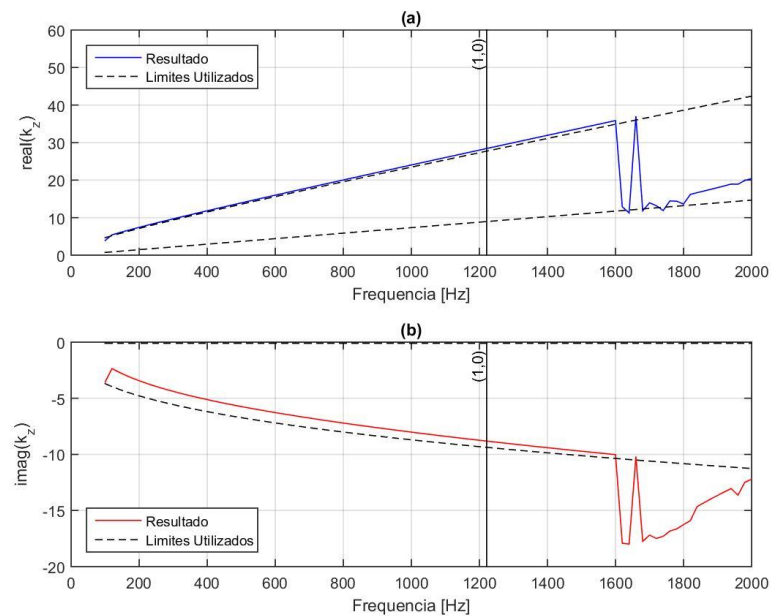 (a)
60
50
40
30
20
10
0
real(k_z)
Resultado
Limites Utilizados
(1,0)
0 200 400 600 800 1000 1200 1400 1600 1800 2000
Frequencia [Hz]
(b)
0
-5
-10
-15
-20
imag(k_z)
(1,0)
Resultado
Limites Utilizados
0 200 400 600 800 1000 1200 1400 1600 1800 2000
Frequencia [Hz]